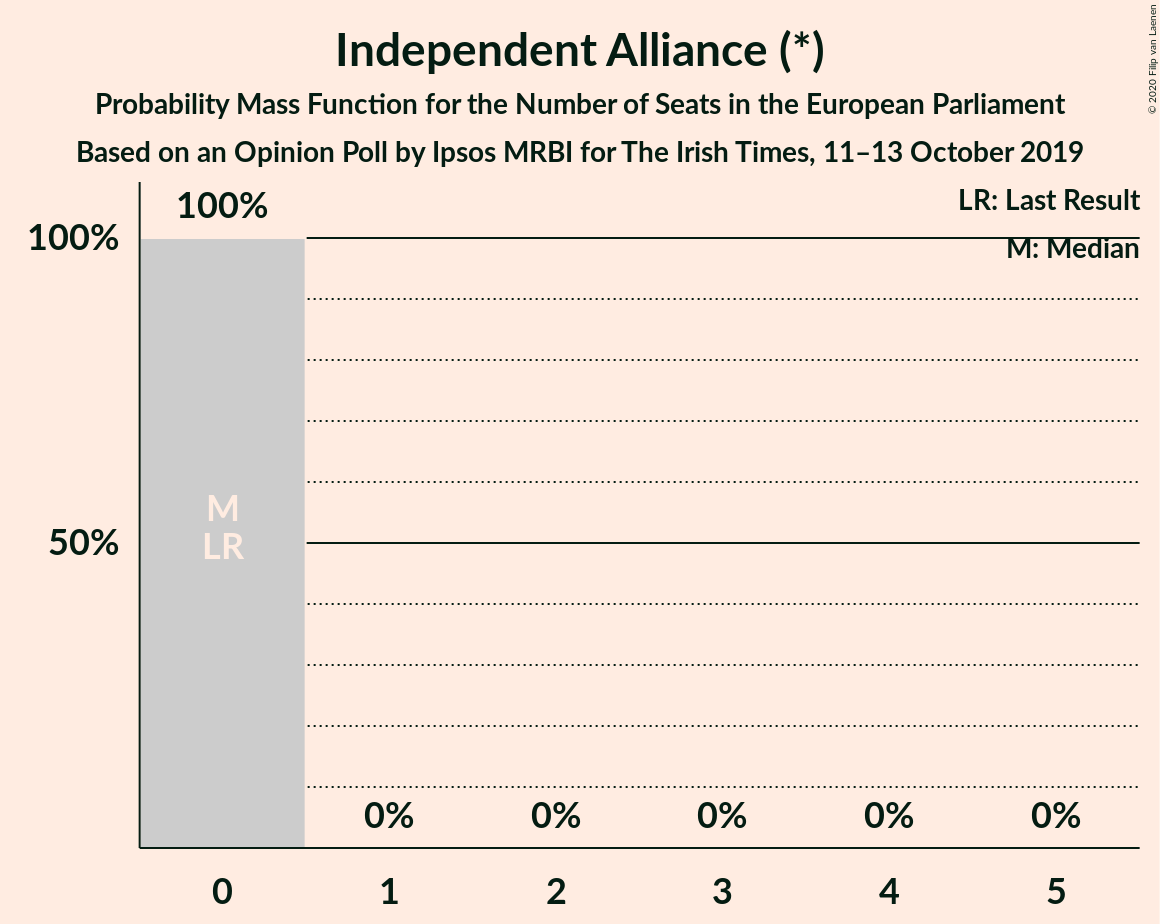 Independent Alliance (*)
Probability Mass Function for the Number of Seats in the European Parliament
Based on an Opinion Poll by Ipsos MRBI for The Irish Times, 11–13 October 2019
© 2020 Filip van Laenen
LR: Last Result
M: Median
100%
100%
50%
M
LR
0% 0% 0% 0% 0%
0 1 2 3 4 5